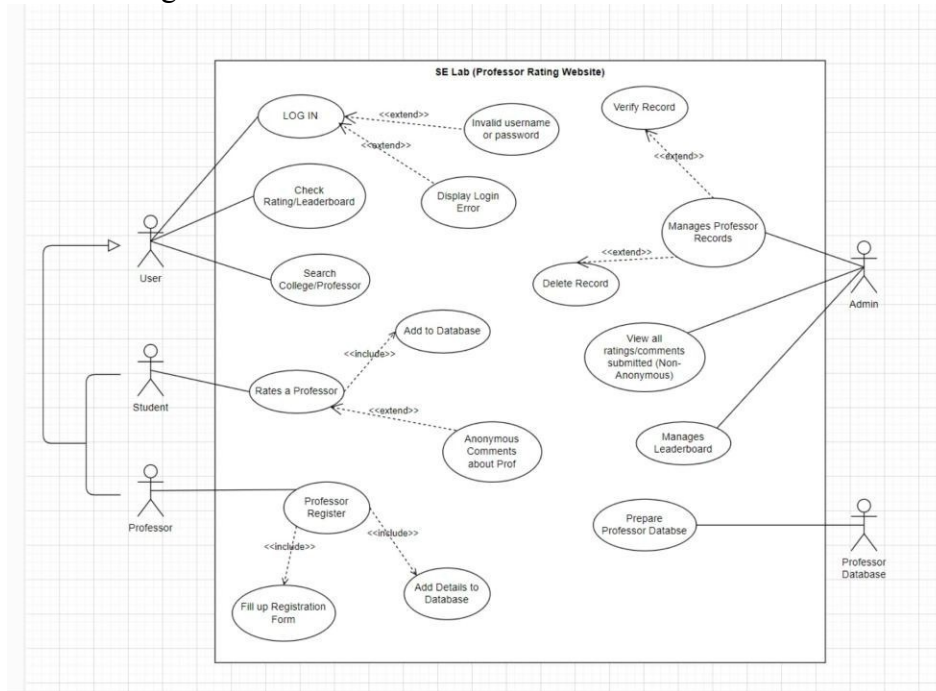 SE Lab (Professor Rating Website)
LOG IN
<<extend>>
Invalid username
or password
<<extend>>
Display Login
Error
Verify Record
<<extend>>
Check
Rating/Leaderboard
Manages Professor
Records
<<extend>>
Delete Record
User
Search
College/Professor
Admin
Add to Database
<<include>>
View all
ratings/comments
submitted (Non-
Anonymous)
Student
Rates a Professor
<<extend>>
Anonymous
Comments
about Prof
Manages
Leaderboard
Professor
Professor
Register
<<include>>
<<include>>
Prepare
Professor Databse
Professor
Database
Fill up Registration
Form
Add Details to
Database